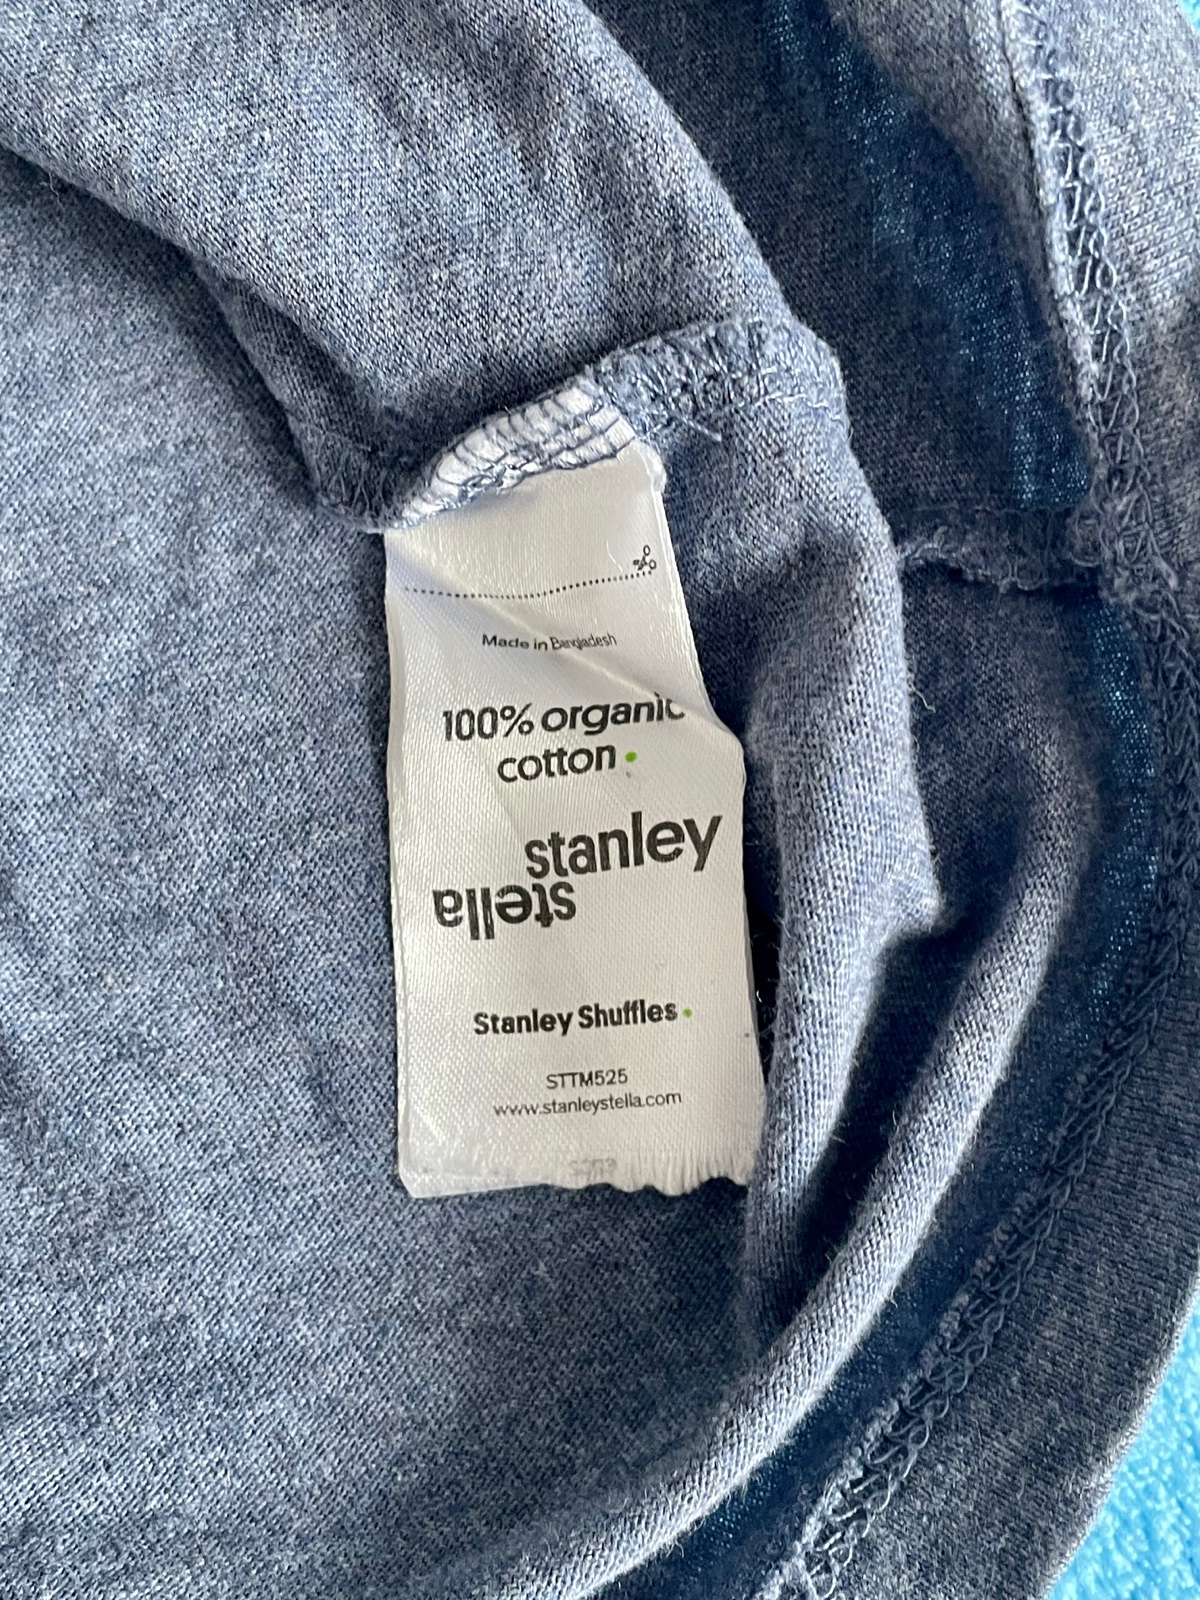 Made in Bangladesh
100% organic
cotton
stanley
stella
Stanley Shuffles
STTM525
www.stanleystella.com